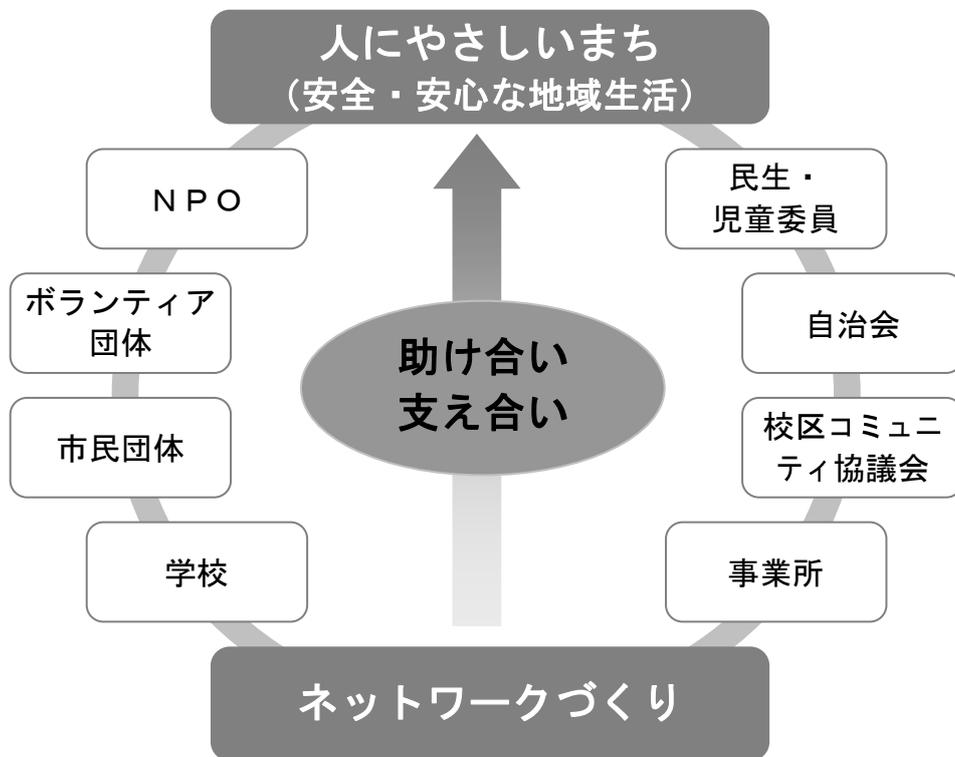 人にやさしいまち
（安全・安心な地域生活）
ＮＰＯ
民生・
児童委員
ボランティア
団体
自治会
助け合い
支え合い
市民団体
校区コミュニ
ティ協議会
学校
事業所
ネットワークづくり